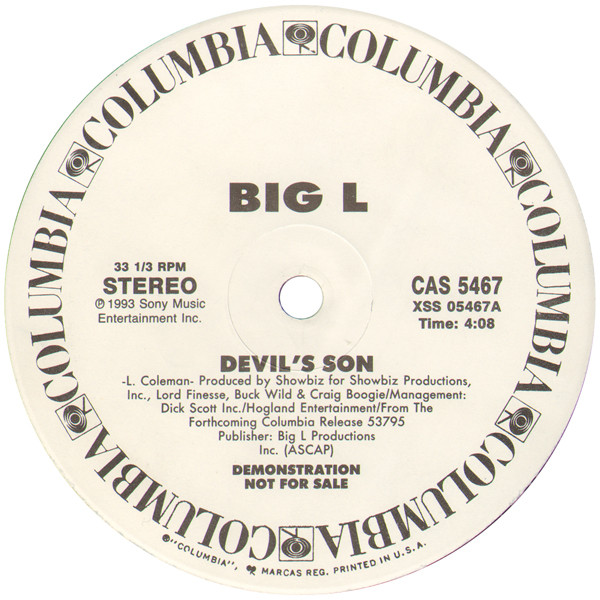 COLUMBIA COLUMBIA COLUMBIA COLUMBIA COLUMBIA COLUMBIA COLUMBIA
BIG L
33 1/3 RPM
STEREO
℗ 1993 Sony Music
Entertainment Inc.
CAS 5467
XSS 05467A
Time: 4:08
DEVIL'S SON
-L. Coleman- Produced by Showbiz for Showbiz Productions,
Inc., Lord Finesse, Buck Wild & Craig Boogie/Management:
Dick Scott Inc./Hogland Entertainment/From The
Forthcoming Columbia Release 53795
Publisher: Big L Productions
Inc. (ASCAP)
DEMONSTRATION
NOT FOR SALE
®"COLUMBIA", MARCAS REG. PRINTED IN U.S.A.